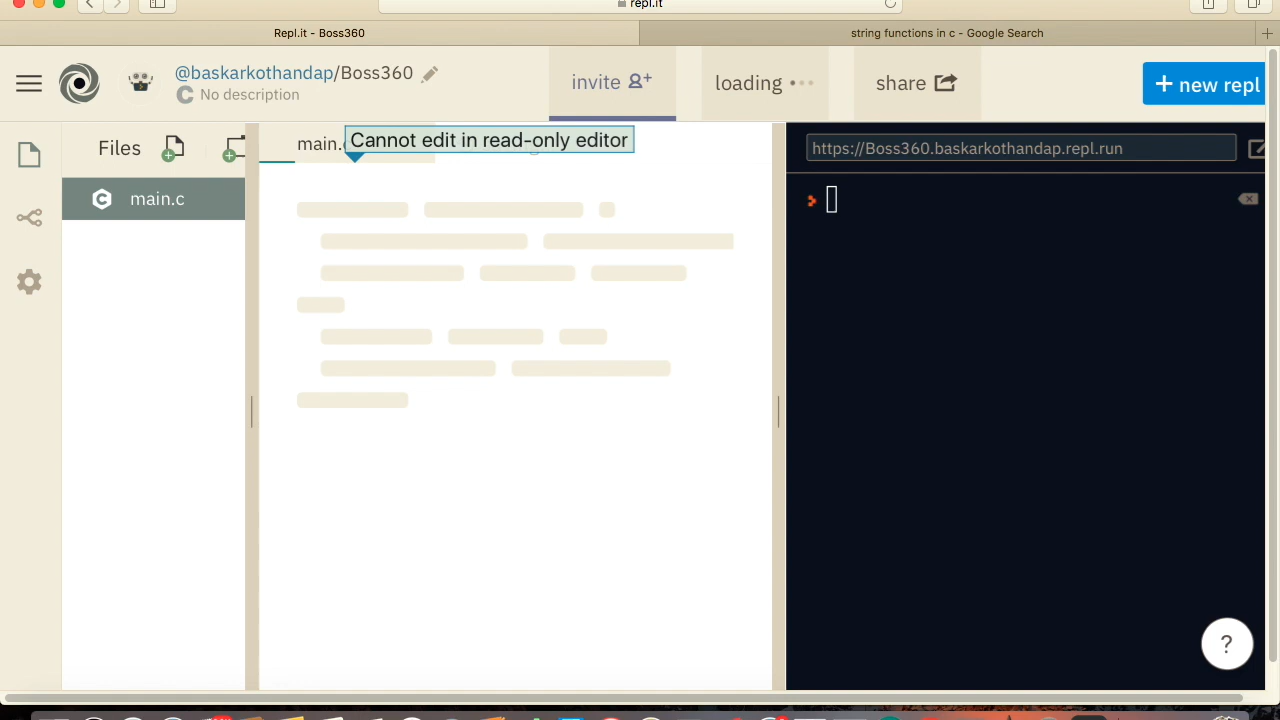 repl.it
Repl.it - Boss360
string functions in c - Google Search
@baskarkothandap/Boss360
No description
invite
loading
share
+ new repl
Files
main.
Cannot edit in read-only editor
https://Boss360.baskarkothandap.repl.run
main.c
?